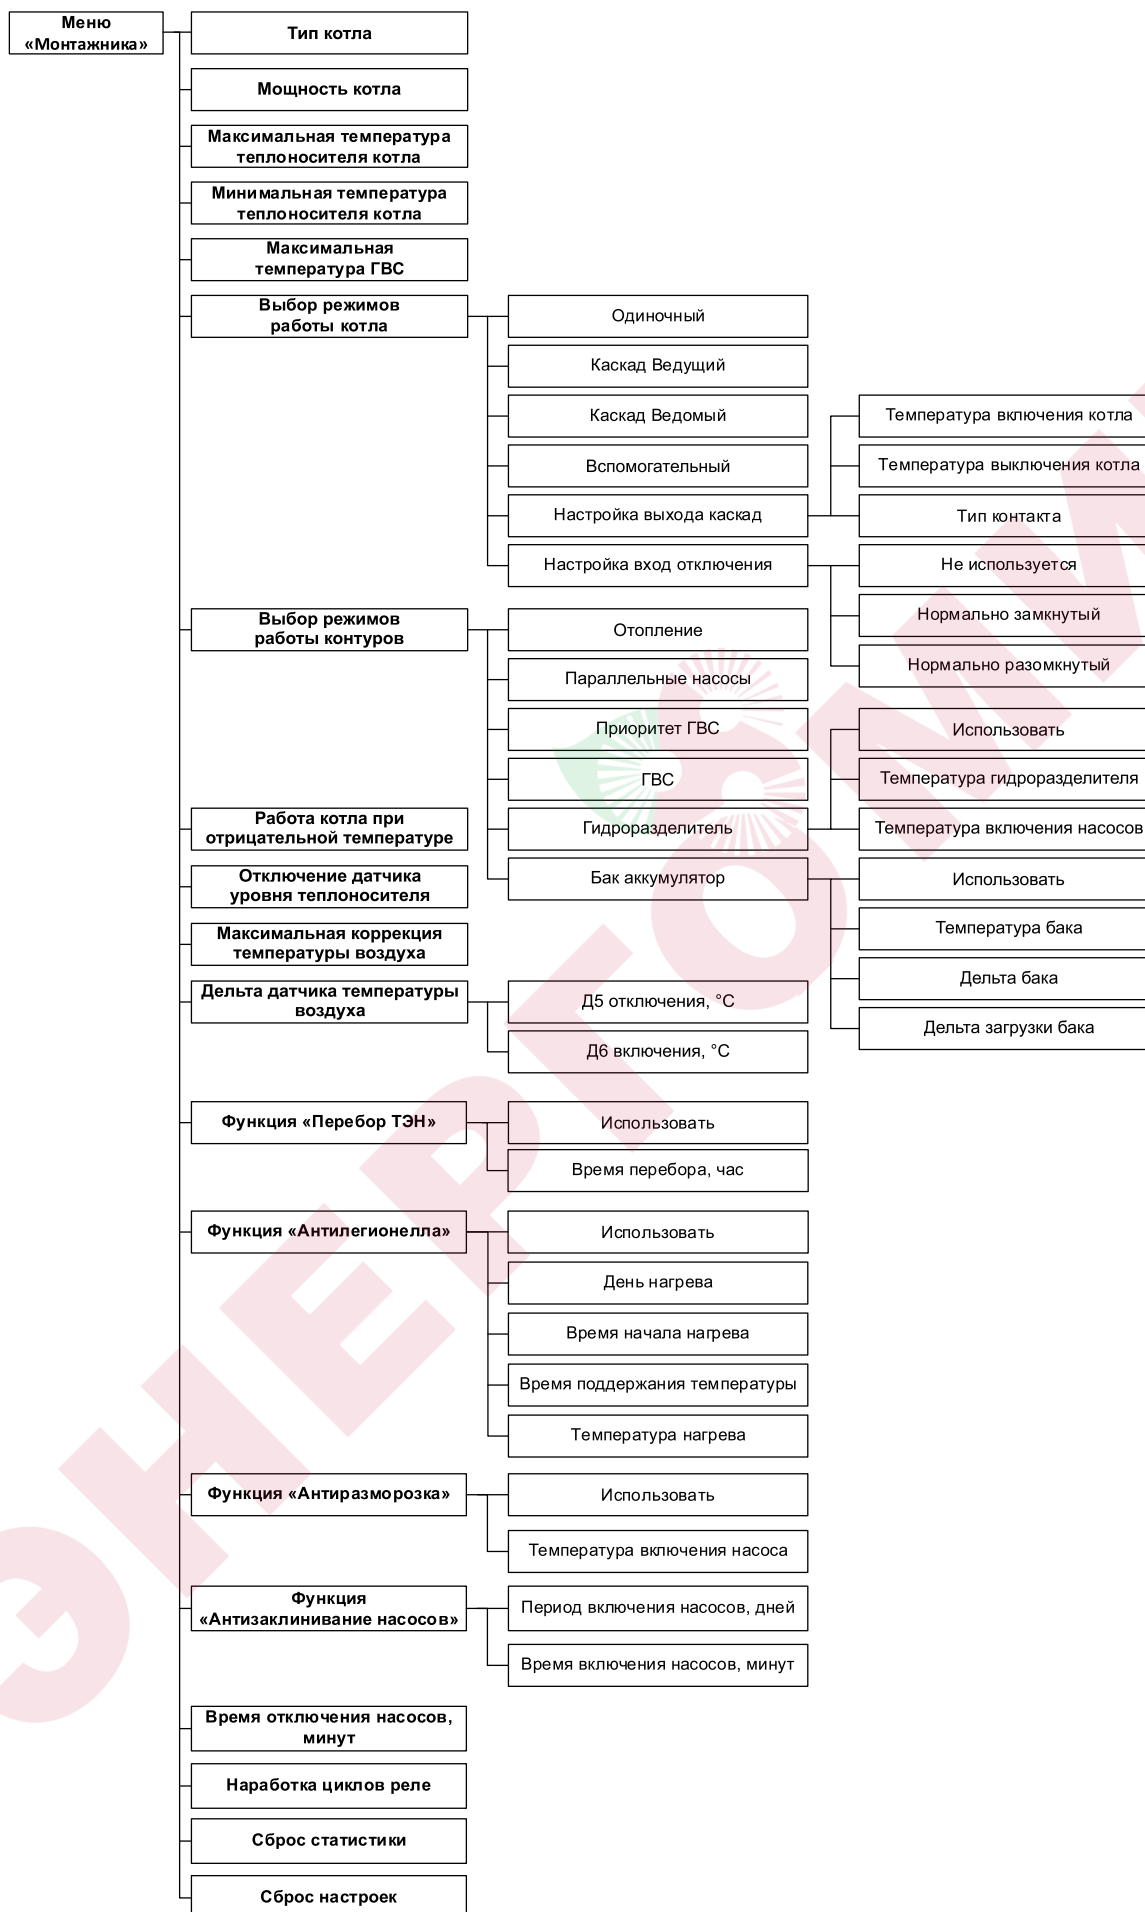 Меню
«Монтажника»
Тип котла
Мощность котла
Максимальная температура
теплоносителя котла
Минимальная температура
теплоносителя котла
Максимальная
температура ГВС
Выбор режимов
работы котла
Одиночный
Каскад Ведущий
Каскад Ведомый
Вспомогательный
Настройка выхода каскад
Температура включения котла
Температура выключения котла
Тип контакта
Настройка вход отключения
Не используется
Нормально замкнутый
Нормально разомкнутый
Выбор режимов
работы контуров
Отопление
Параллельные насосы
Приоритет ГВС
ГВС
Гидроразделитель
Использовать
Температура гидроразделителя
Температура включения насосов
Бак аккумулятор
Использовать
Температура бака
Дельта бака
Дельта загрузки бака
Работа котла при
отрицательной температуре
Отключение датчика
уровня теплоносителя
Максимальная коррекция
температуры воздуха
Дельта датчика температуры
воздуха
Д5 отключения, °С
Д6 включения, °С
Функция «Перебор ТЭН»
Использовать
Время перебора, час
Функция «Антилегионелла»
Использовать
День нагрева
Время начала нагрева
Время поддержания температуры
Температура нагрева
Функция «Антиразморозка»
Использовать
Температура включения насоса
Функция
«Антизаклинивание насосов»
Период включения насосов, дней
Время включения насосов, минут
Время отключения насосов,
минут
Наработка циклов реле
Сброс статистики
Сброс настроек
ЭНЕРГОМИ